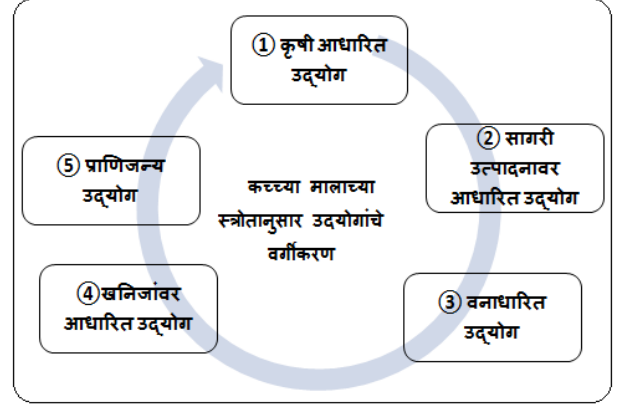 ① कृषी आधारित
उद्योग
② सागरी
उत्पादनावर
आधारित उद्योग
③ वनाधारित
उद्योग
④ खनिजांवर
आधारित उद्योग
⑤ प्राणिजन्य
उद्योग
कच्च्या मालाच्या
स्त्रोतानुसार उदयोगांचे
वर्गीकरण